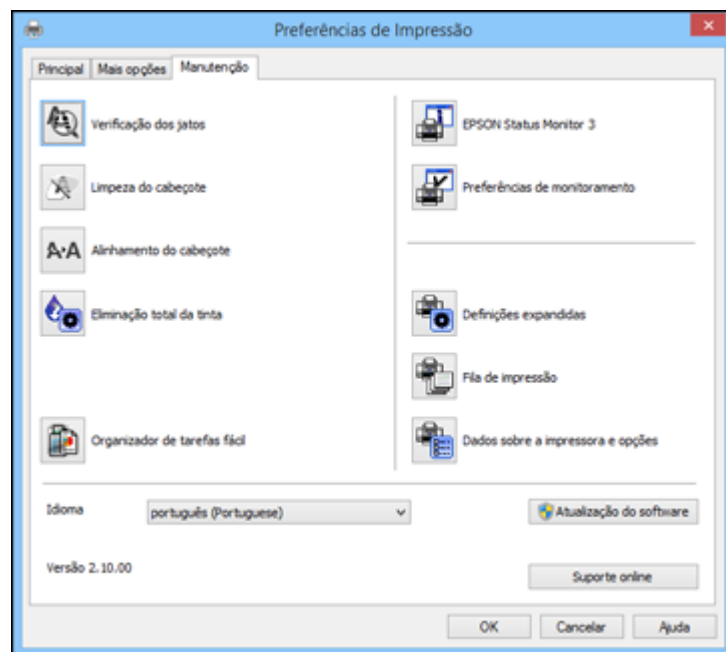 Preferências de Impressão
Principal
Mais opções
Manutenção
Verificação dos jatos
EPSON Status Monitor 3
Limpeza do cabeçote
Preferências de monitoramento
A·A
Alinhamento do cabeçote
Eliminação total da tinta
Definições expandidas
Fila de impressão
Organizador de tarefas fácil
Dados sobre a impressora e opções
Idioma
português (Portuguese)
Atualização do software
Versão 2.10.00
Suporte online
OK
Cancelar
Ajuda